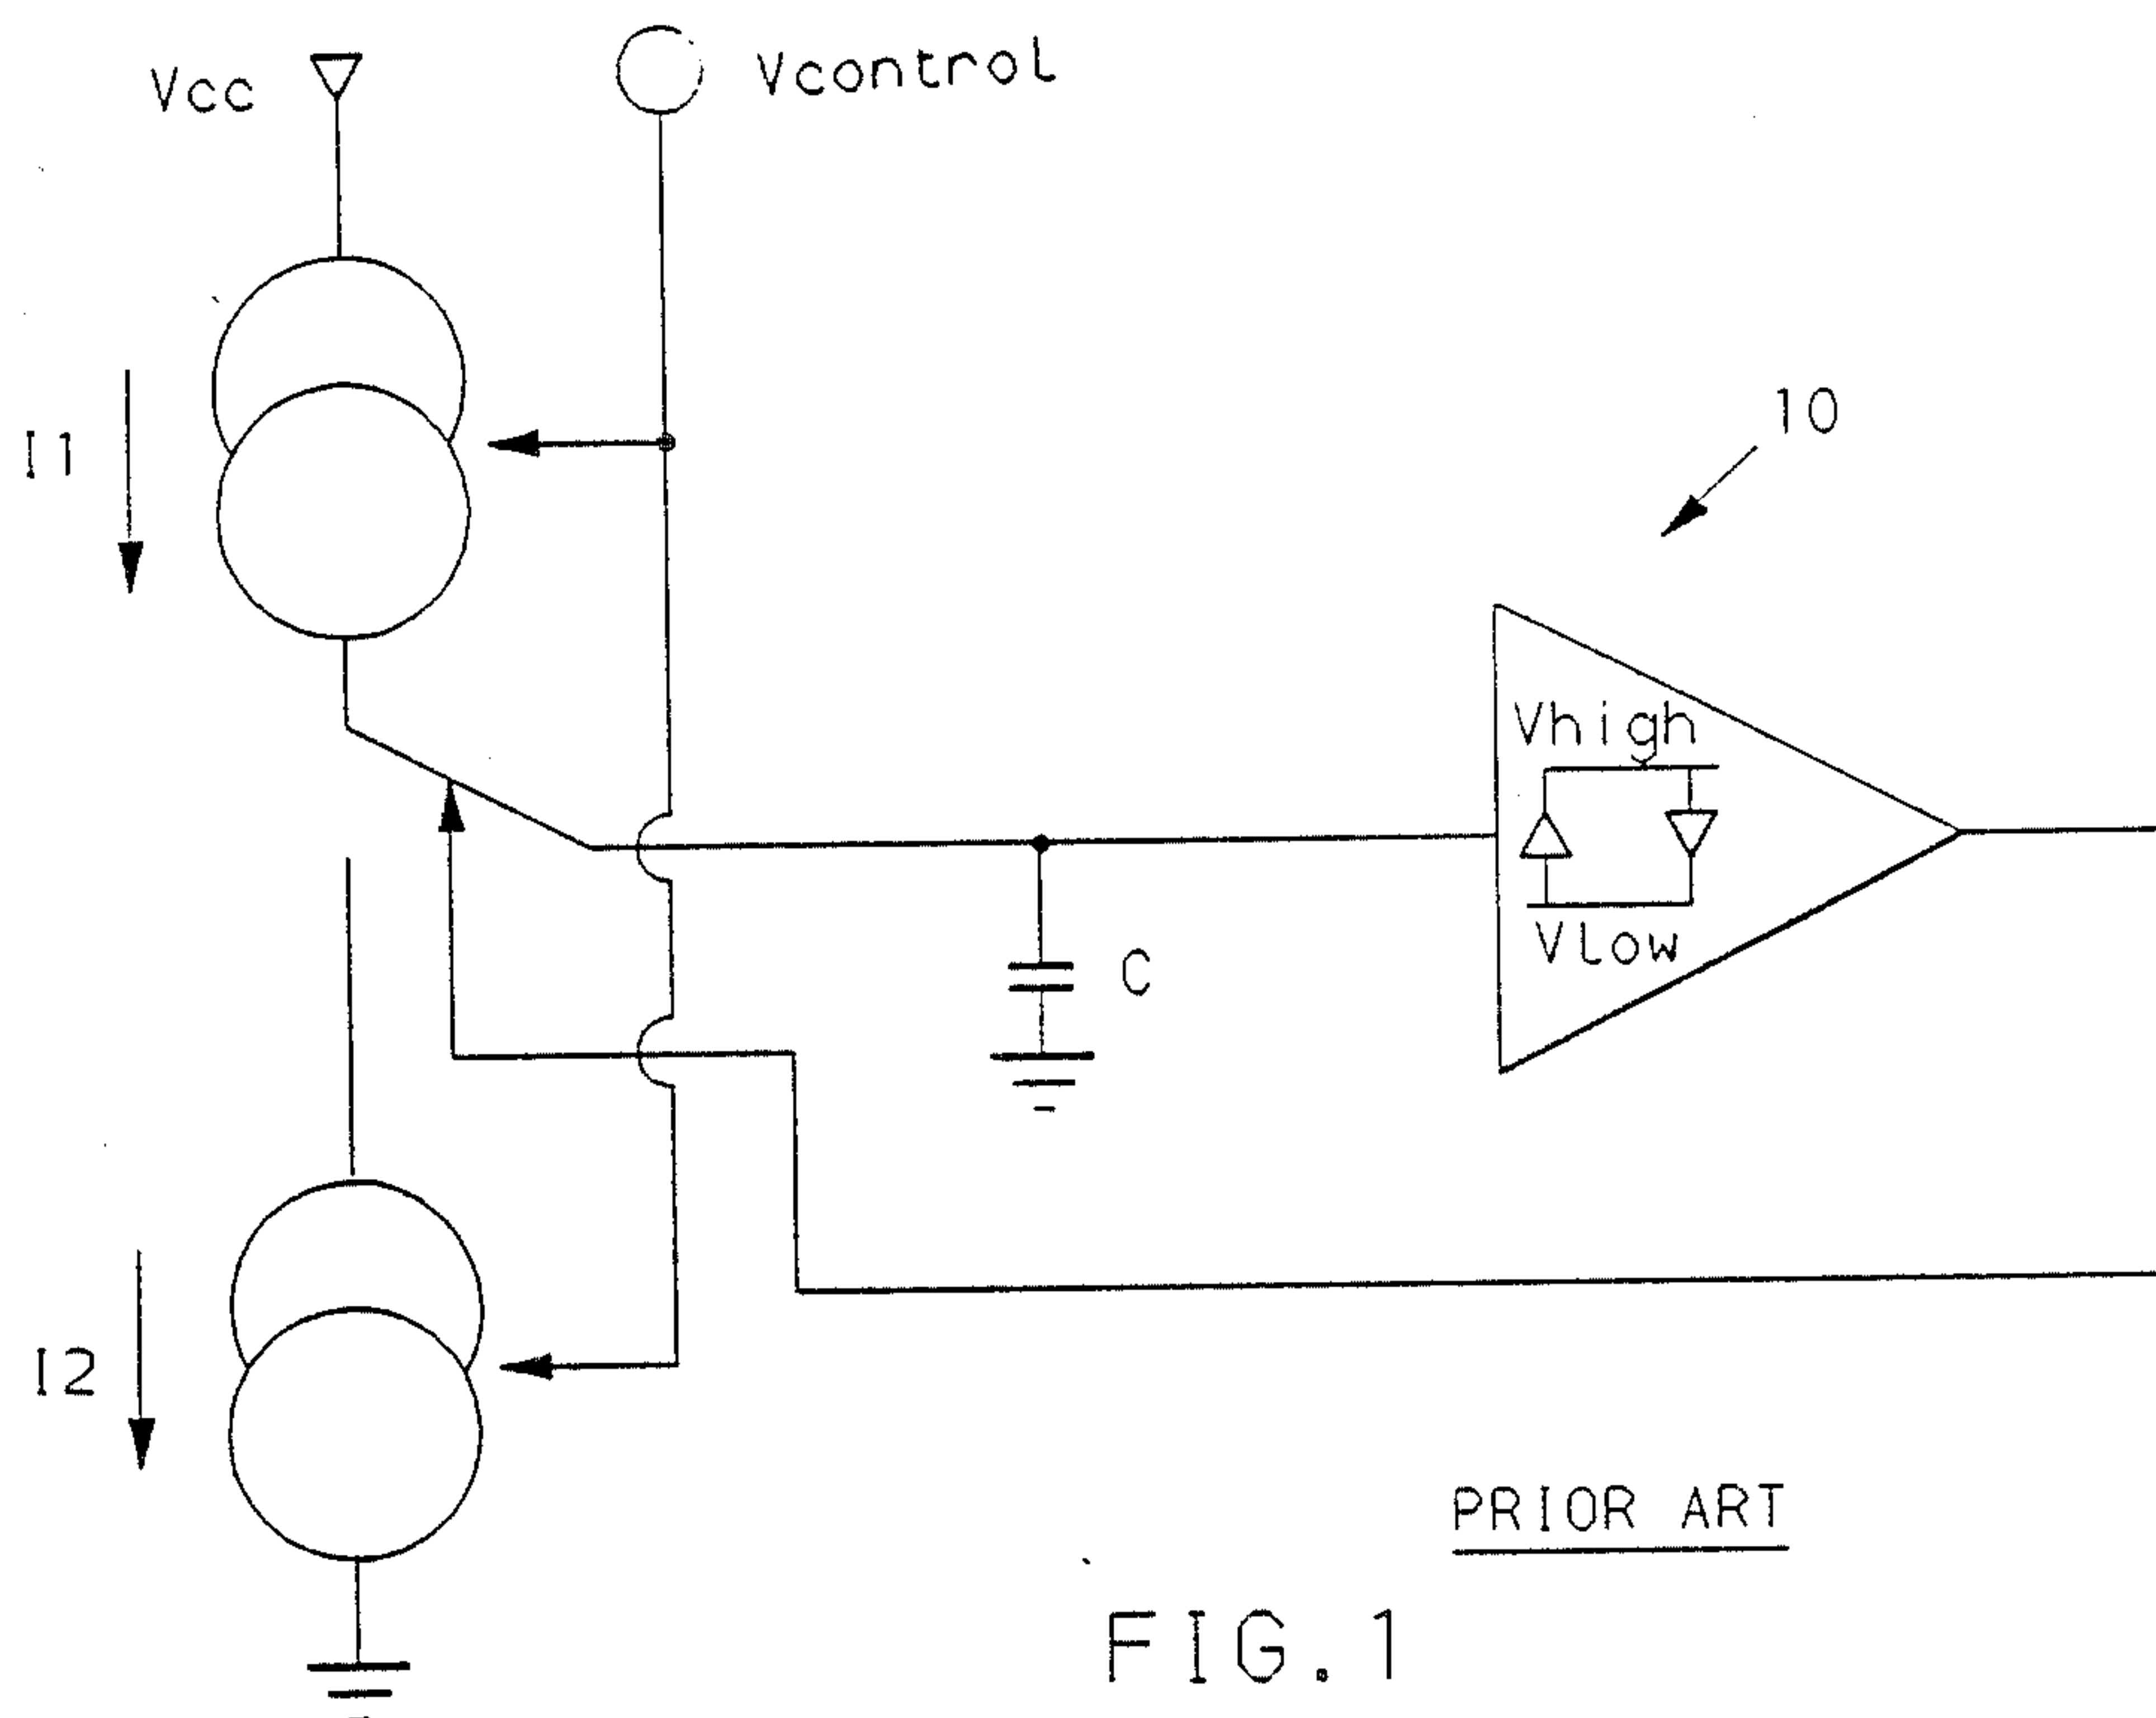 Vcc
Vcontrol
I1
10
Vhigh
VLow
C
I2
PRIOR ART
FIG.1